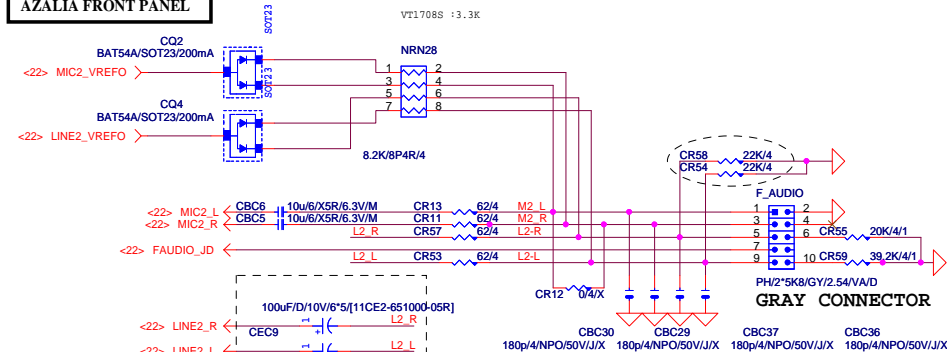 AZALIA FRONT PANEL
VT1708S :3.3K
SOT23
CQ2
BAT54A/SOT23/200mA
<22> MIC2_VREFO
SOT23
NRN28
1 2
3 4
5 6
7 8
8.2K/8P4R/4
CQ4
BAT54A/SOT23/200mA
<22> LINE2_VREFO
CR58 22K/4
CR54 22K/4
F_AUDIO
<22> MIC2_L CBC6 10u/6/X5R/6.3V/M CR13 62/4 M2_L 1 2
<22> MIC2_R CBC5 10u/6/X5R/6.3V/M CR11 62/4 M2_R 3 4
L2_R CR57 62/4 L2-R 5 6 CR55 20K/4/1
<22> FAUDIO_JD 7
L2_L CR53 62/4 L2-L 9 10 CR59 39.2K/4/1
PH/2*5K8/GY/2.54/VA/D
GRAY CONNECTOR
CR12 0/4/X
100uF/D/10V/6*5/[11CE2-651000-05R]
<22> LINE2_R CEC9 1 + L2_R
<22> LINE2_L 1 L2_L
CBC30 CBC29 CBC37 CBC36
180p/4/NPO/50V/J/X 180p/4/NPO/50V/J/X 180p/4/NPO/50V/J/X 180p/4/NPO/50V/J/X